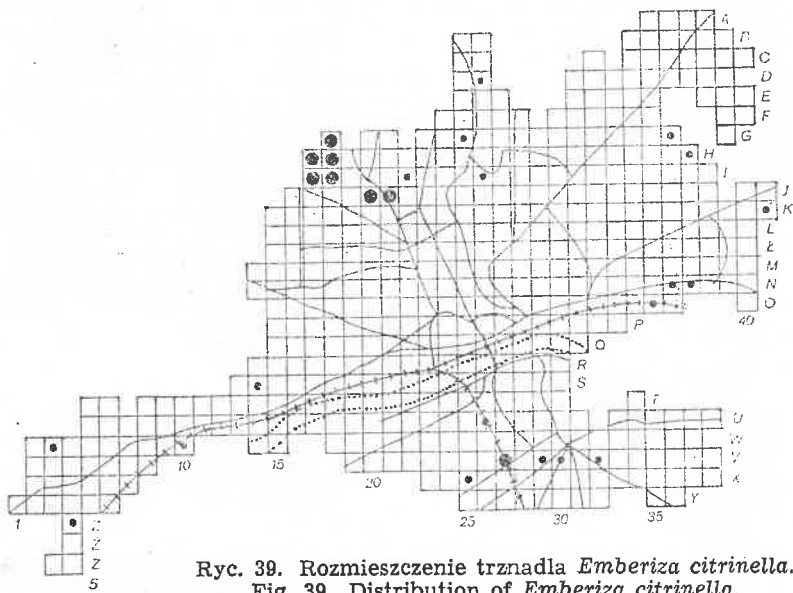 A
B
C
D
E
F
G
H
I
J
K
L
Ł
M
N
O
40
P
Q
R
S
T
U
W
V
X
Y
1
5
10
15
20
25
30
35
Z
Ż
Z
Ryc. 39. Rozmieszczenie trznadla Emberiza citrinella.
Fig. 39. Distribution of Emberiza citrinella